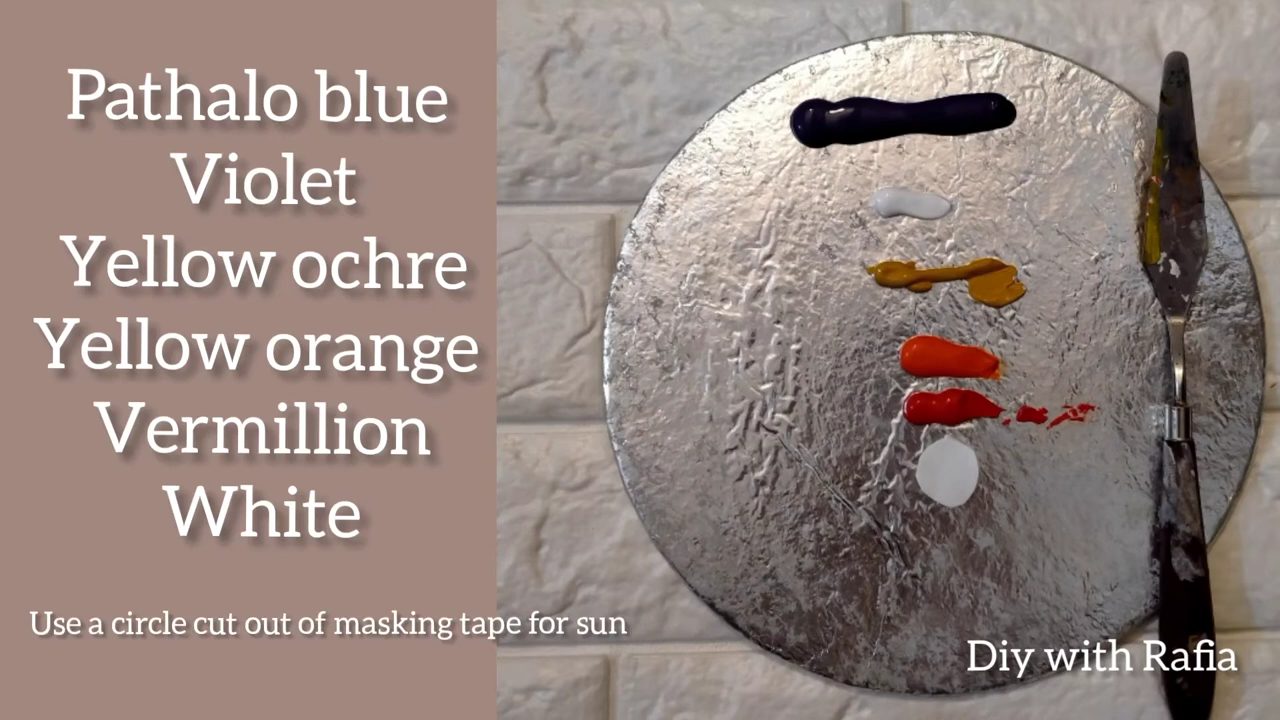 Pathalo blue
Violet
Yellow ochre
Yellow orange
Vermillion
White
Use a circle cut out of masking tape for sun
Diy with Rafia